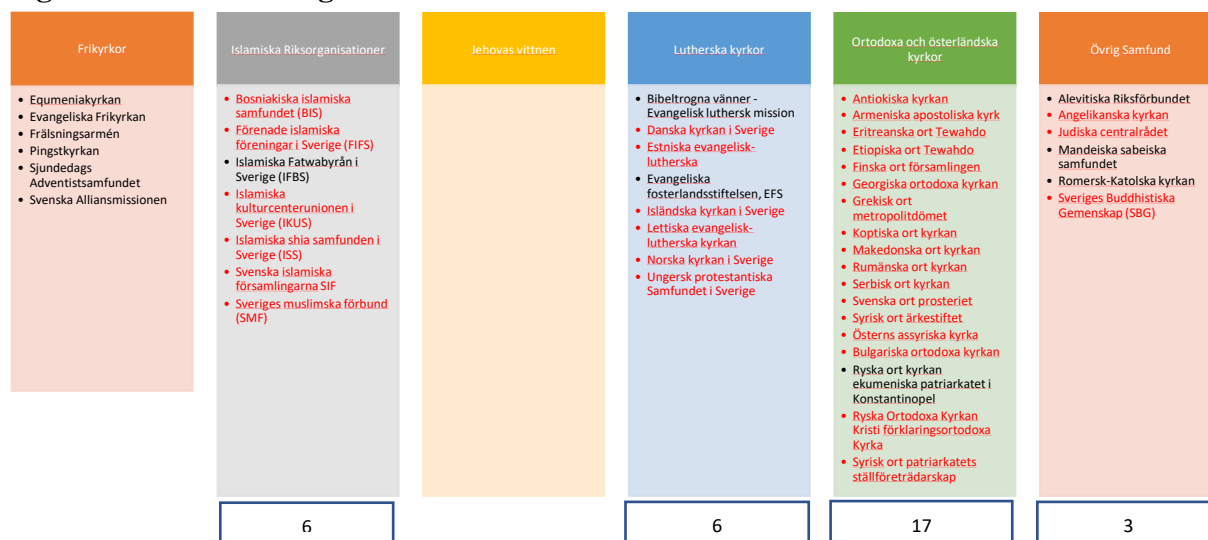 Frikyrkor
Equmeniakyrkan
Evangeliska Frikyrkan
Frälsningsarmén
Pingstkyrkan
Sjundedags
Adventistsamfundet
Svenska Alliansmissionen
Islamiska Riksorganisationer
Bosniakiska islamiska
samfundet (BIS)
Förenade islamiska
föreningar i Sverige (FIFS)
Islamiska Fatwabyrån i
Sverige (IFBS)
Islamiska
kulturcenterunionen i
Sverige (IKUS)
Islamiska shia samfunden i
Sverige (ISS)
Svenska islamiska
församlingarna SIF
Sveriges muslimska förbund
(SMF)
6
Jehovas vittnen
Lutherska kyrkor
Bibeltrogna vänner -
Evangelisk luthersk mission
Danska kyrkan i Sverige
Estniska evangelisk-
lutherska
Evangeliska
fosterlandsstiftelsen, EFS
Isländska kyrkan i Sverige
Lettiska evangelisk-
lutherska kyrkan
Norska kyrkan i Sverige
Ungersk protestantiska
Samfundet i Sverige
6
Ortodoxa och österländska
kyrkor
Antiokiska kyrkan
Armeniska apostoliska kyrk
Eritreanska ort Tewahdo
Etiopiska ort Tewahdo
Finska ort församlingen
Georgiska ortodoxa kyrkan
Grekisk ort
metropolitdömet
Koptiska ort kyrkan
Makedonska ort kyrkan
Rumänska ort kyrkan
Serbisk ort kyrkan
Svenska ort prosteriet
Syrisk ort ärkestiftet
Österns assyriska kyrka
Bulgariska ortodoxa kyrkan
Ryska ort kyrkan
ekumeniska patriarkatet i
Konstantinopel
Ryska Ortodoxa Kyrkan
Kristi förklaringsortodoxa
Kyrka
Syrisk ort patriarkatets
ställföreträdarskap
17
Övrig Samfund
Alevitiska Riksförbundet
Angelikanska kyrkan
Judiska centralrådet
Mandeiska sabeiska
samfundet
Romersk-Katolska kyrkan
Sveriges Buddhistiska
Gemenskap (SBG)
3